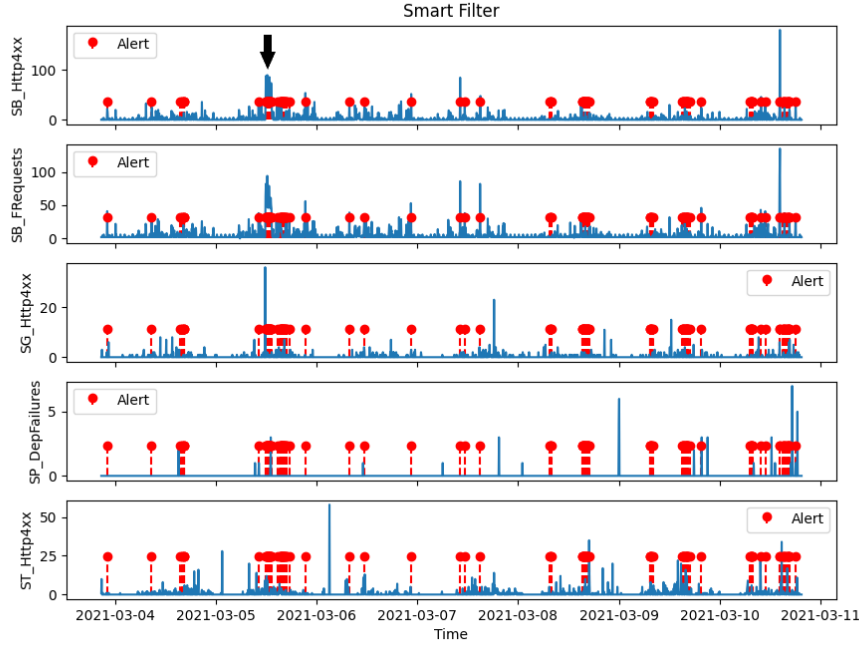 Smart Filter
SB_Http4xx
100
0
Alert
SB_FRequests
100
50
0
Alert
SG_Http4xx
20
0
Alert
SP_DepFailures
5
0
Alert
ST_Http4xx
50
25
0
Alert
2021-03-04 2021-03-05 2021-03-06 2021-03-07 2021-03-08 2021-03-09 2021-03-10 2021-03-11
Time